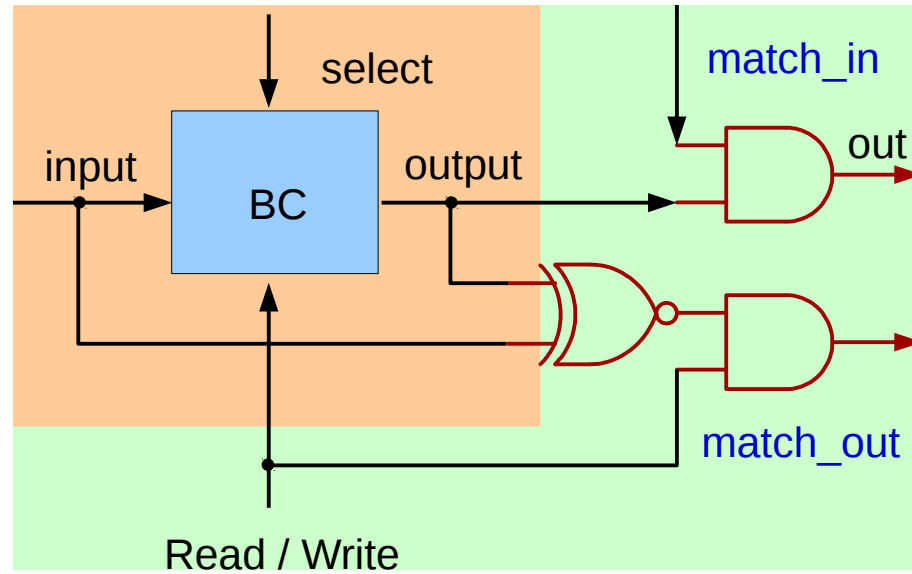 select
match_in
input
output
out
BC
match_out
Read / Write